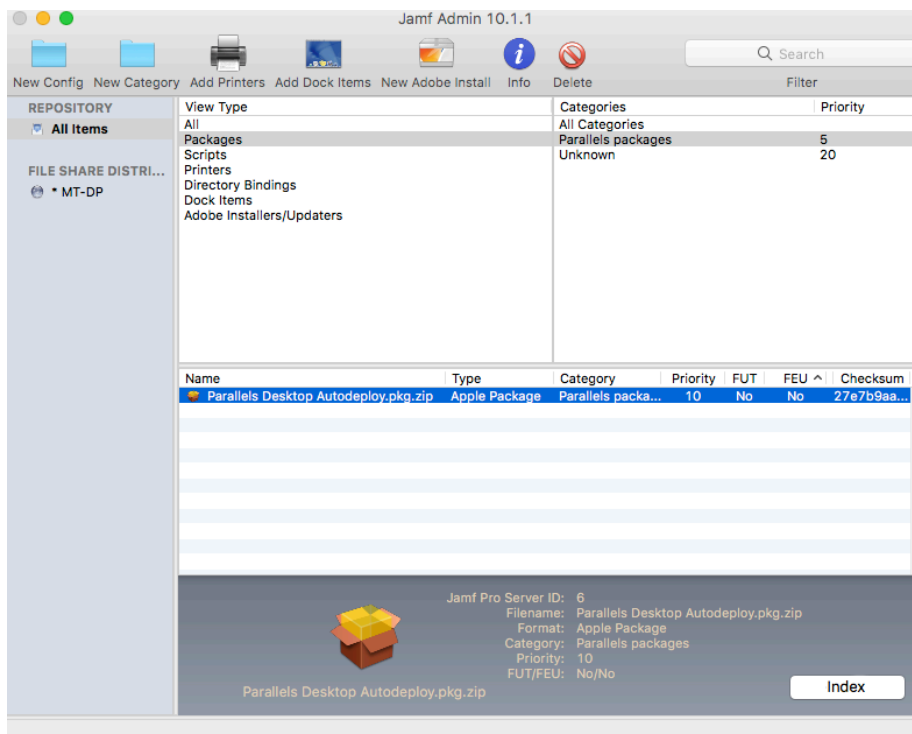 Jamf Admin 10.1.1
New Config New Category Add Printers Add Dock Items New Adobe Install Info Delete Search Filter
REPOSITORY
All Items
FILE SHARE DISTRI...
* MT-DP
View Type
All
Packages
Scripts
Printers
Directory Bindings
Dock Items
Adobe Installers/Updaters
Categories Priority
All Categories
Parallels packages 5
Unknown 20
Name Type Category Priority FUT FEU Checksum
Parallels Desktop Autodeploy.pkg.zip Apple Package Parallels packa... 10 No No 27e7b9aa...
Parallels Desktop Autodeploy.pkg.zip
Jamf Pro Server ID: 6
Filename: Parallels Desktop Autodeploy.pkg.zip
Format: Apple Package
Category: Parallels packages
Priority: 10
FUT/FEU: No/No
Index